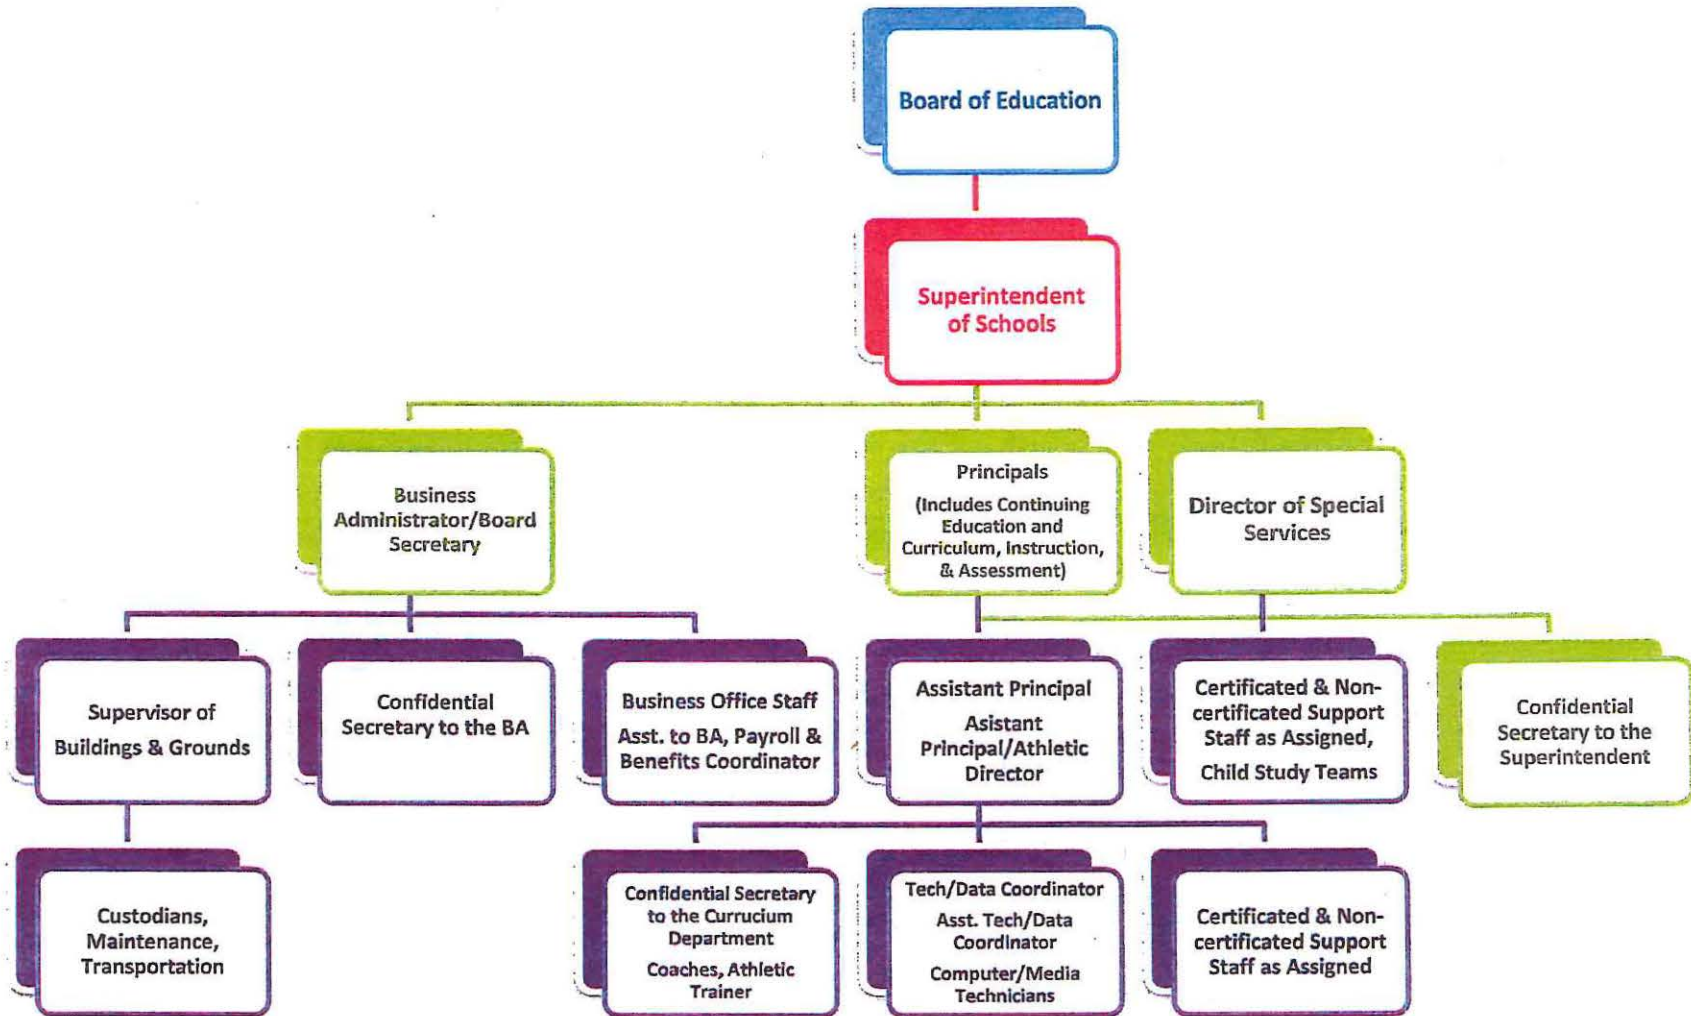 Board of Education
Superintendent
of Schools
Business
Administrator/Board
Secretary
Principals
(Includes Continuing
Education and
Curriculum, Instruction,
& Assessment)
Director of Special
Services
Supervisor of
Buildings & Grounds
Confidential
Secretary to the BA
Business Office Staff
Asst. to BA, Payroll &
Benefits Coordinator
Assistant Principal
Asistant
Principal/Athletic
Director
Certificated & Non-
certificated Support
Staff as Assigned,
Child Study Teams
Confidential
Secretary to the
Superintendent
Custodians,
Maintenance,
Transportation
Confidential Secretary
to the Currucium
Department
Coaches, Athletic
Trainer
Tech/Data Coordinator
Asst. Tech/Data
Coordinator
Computer/Media
Technicians
Certificated & Non-
certificated Support
Staff as Assigned